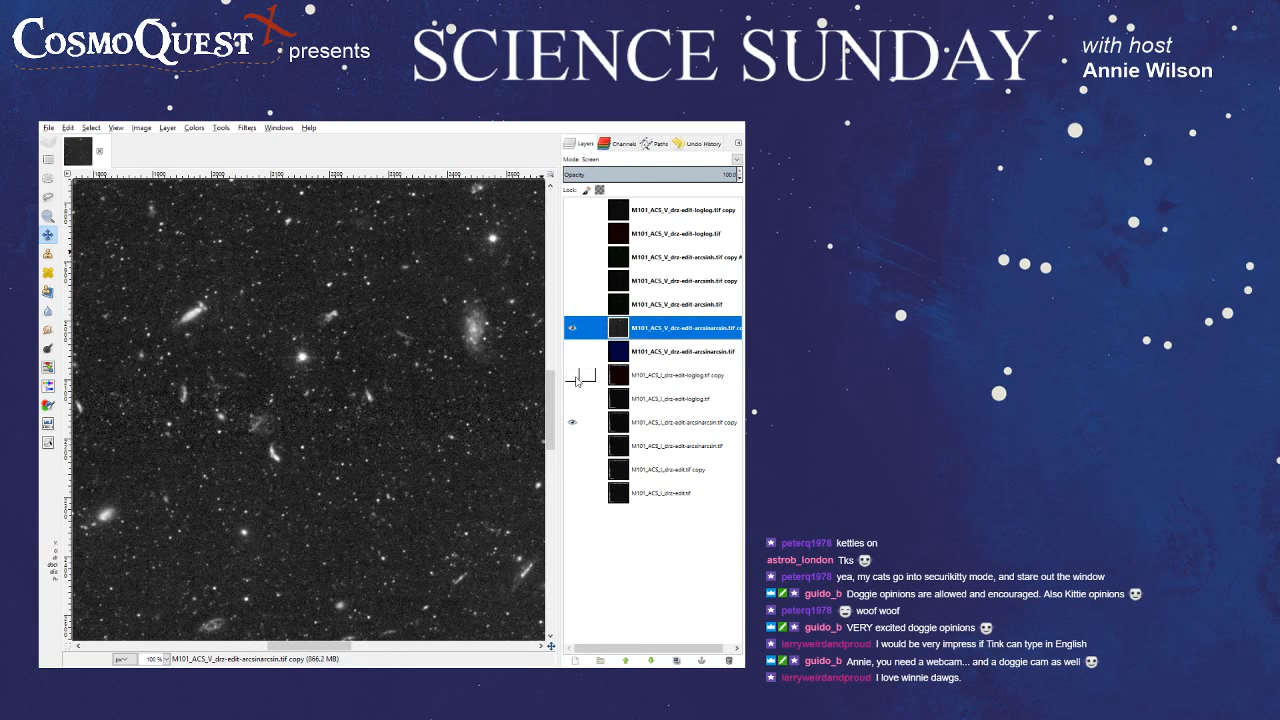 CosmoQuest X presents
SCIENCE SUNDAY
with host
Annie Wilson
File Edit Select View Image Layer Colors Tools Filters Windows Help
Layers Channels Paths Undo History
Mode: Screen
Opacity 100.0
Lock:
M101_ACS_V_drz-edit-loglog.tif copy
M101_ACS_V_drz-edit-loglog.tif
M101_ACS_V_drz-edit-arcsinh.tif copy #
M101_ACS_V_drz-edit-arcsinh.tif copy
M101_ACS_V_drz-edit-arcsinh.tif
M101_ACS_V_drz-edit-arcsinarcsin.tif co
M101_ACS_V_drz-edit-arcsinarcsin.tif
M101_ACS_I_drz-edit-loglog.tif copy
M101_ACS_I_drz-edit-loglog.tif
M101_ACS_I_drz-edit-arcsinarcsin.tif copy
M101_ACS_I_drz-edit-arcsinarcsin.tif
M101_ACS_I_drz-edit.tif copy
M101_ACS_I_drz-edit.tif
px 100 % M101_ACS_V_drz-edit-arcsinarcsin.tif copy (866.2 MB)
peterq1978 kettles on
astrob_london Tks
peterq1978 yea, my cats go into securikitty mode, and stare out the window
guido_b Doggie opinions are allowed and encouraged. Also Kittie opinions
peterq1978 woof woof
guido_b VERY excited doggie opinions
larryweirdandproud I would be very impress if Tink can type in English
guido_b Annie, you need a webcam... and a doggie cam as well
larryweirdandproud I love winnie dawgs.